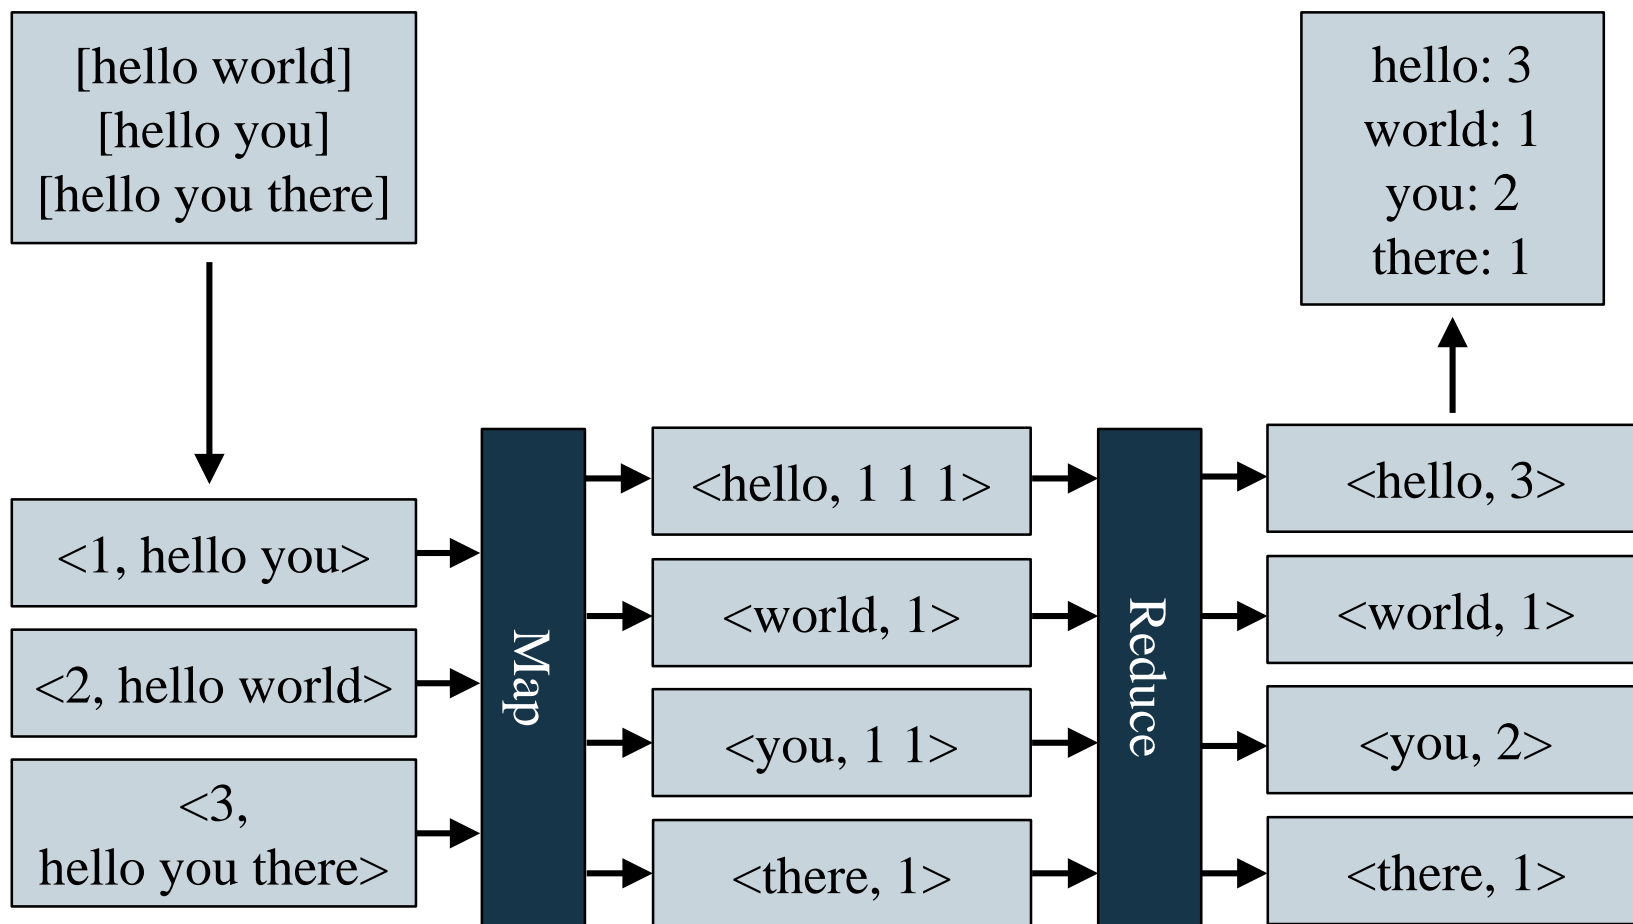 [hello world]
[hello you]
[hello you there]
hello: 3
world: 1
you: 2
there: 1
<1, hello you>
<2, hello world>
<3,
hello you there>
Map
<hello, 1 1 1>
<world, 1>
<you, 1 1>
<there, 1>
Reduce
<hello, 3>
<world, 1>
<you, 2>
<there, 1>